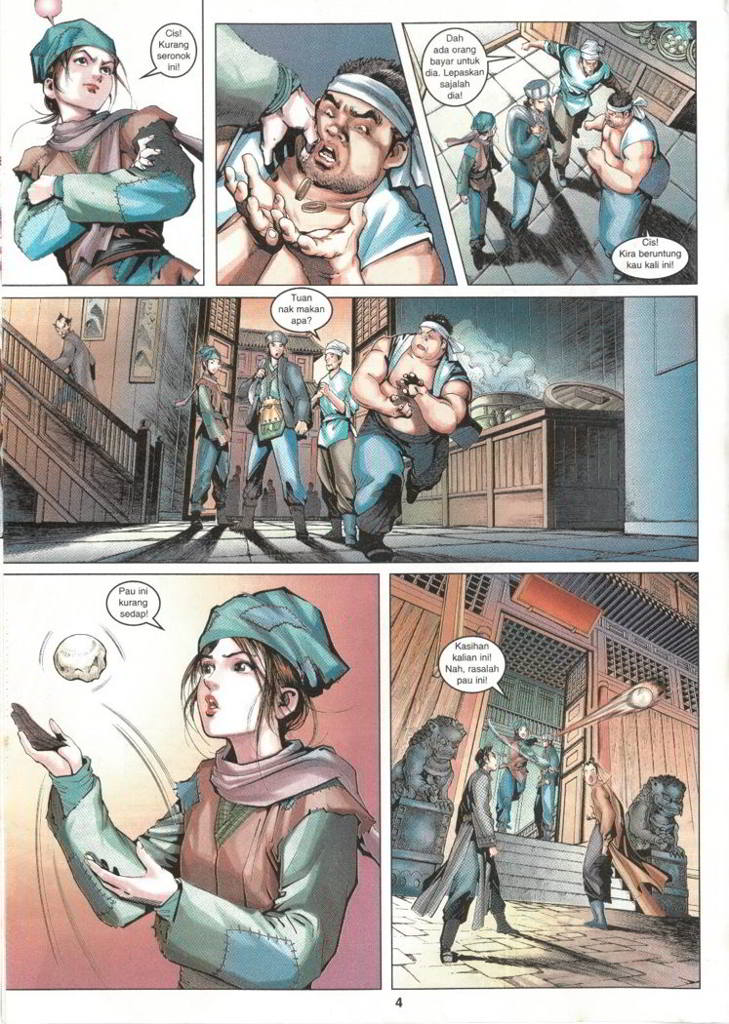 Cis!
Kurang
seronok
ini!
Dah
ada orang
bayar untuk
dia. Lepaskan
sajalah
dia!
Cis!
Kira beruntung
kau kali ini!
Tuan
nak makan
apa?
Pau ini
kurang
sedap!
Kasihan
kalian ini!
Nah, rasalah
pau ini!
4